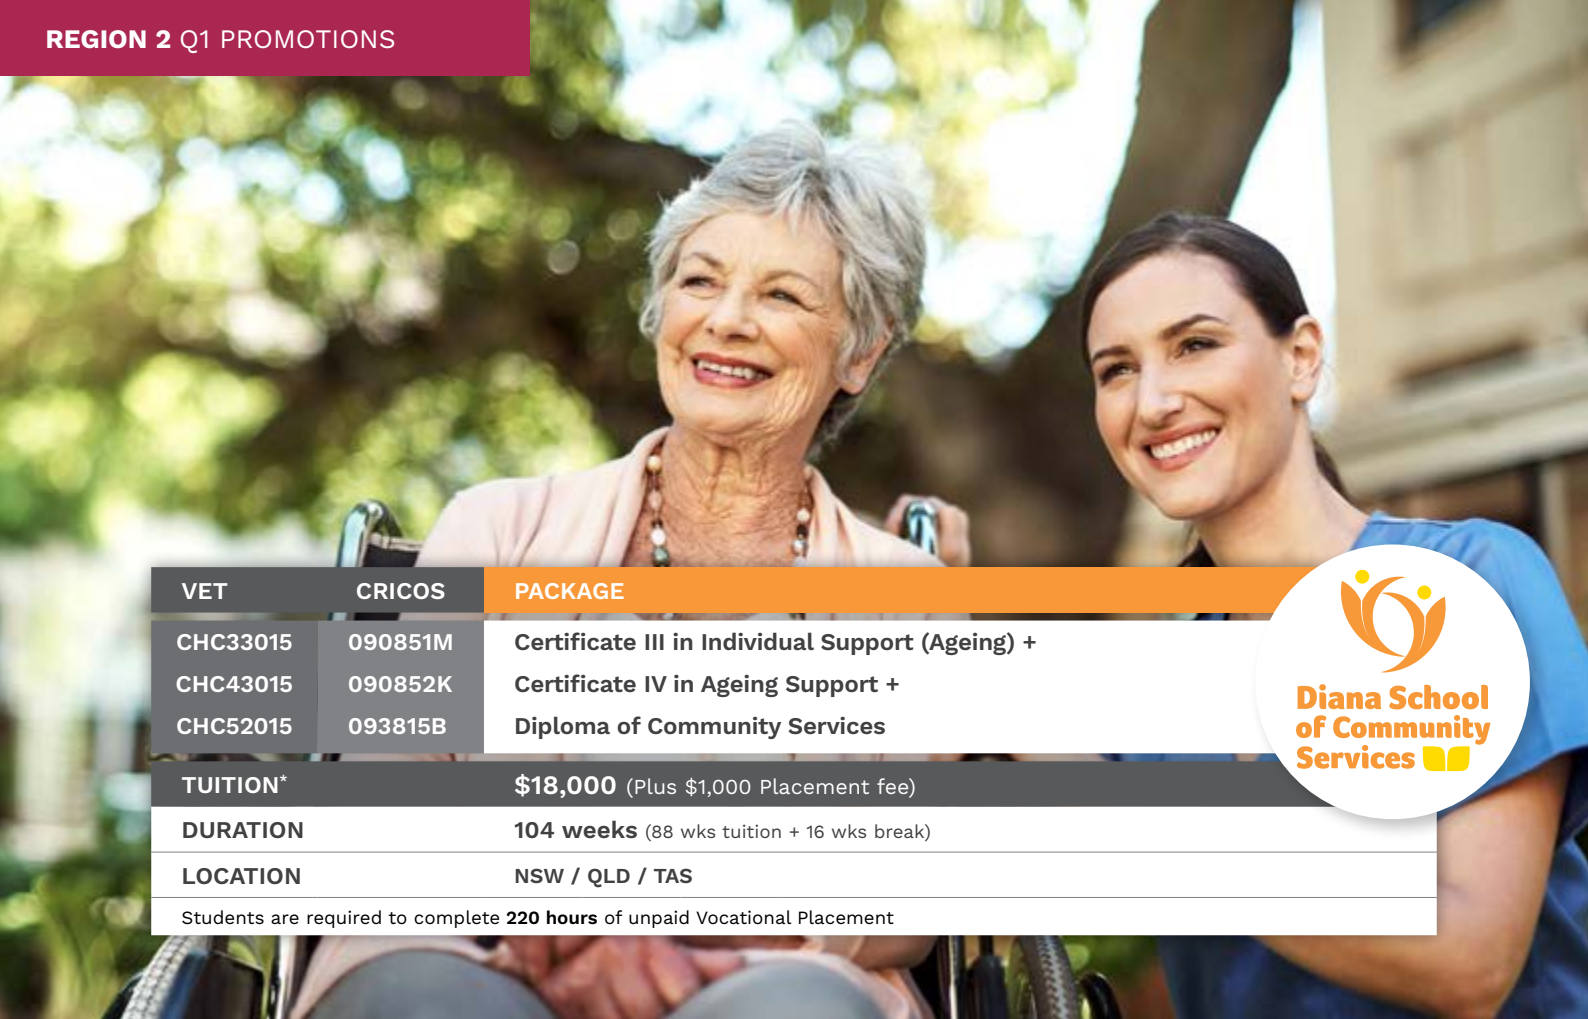 REGION 2 Q1 PROMOTIONS
VET CRICOS PACKAGE
CHC33015 090851M Certificate III in Individual Support (Ageing) +
CHC43015 090852K Certificate IV in Ageing Support +
CHC52015 093815B Diploma of Community Services
Diana School
of Community
Services
TUITION* $18,000 (Plus $1,000 Placement fee)
DURATION 104 weeks (88 wks tuition + 16 wks break)
LOCATION NSW / QLD / TAS
Students are required to complete 220 hours of unpaid Vocational Placement